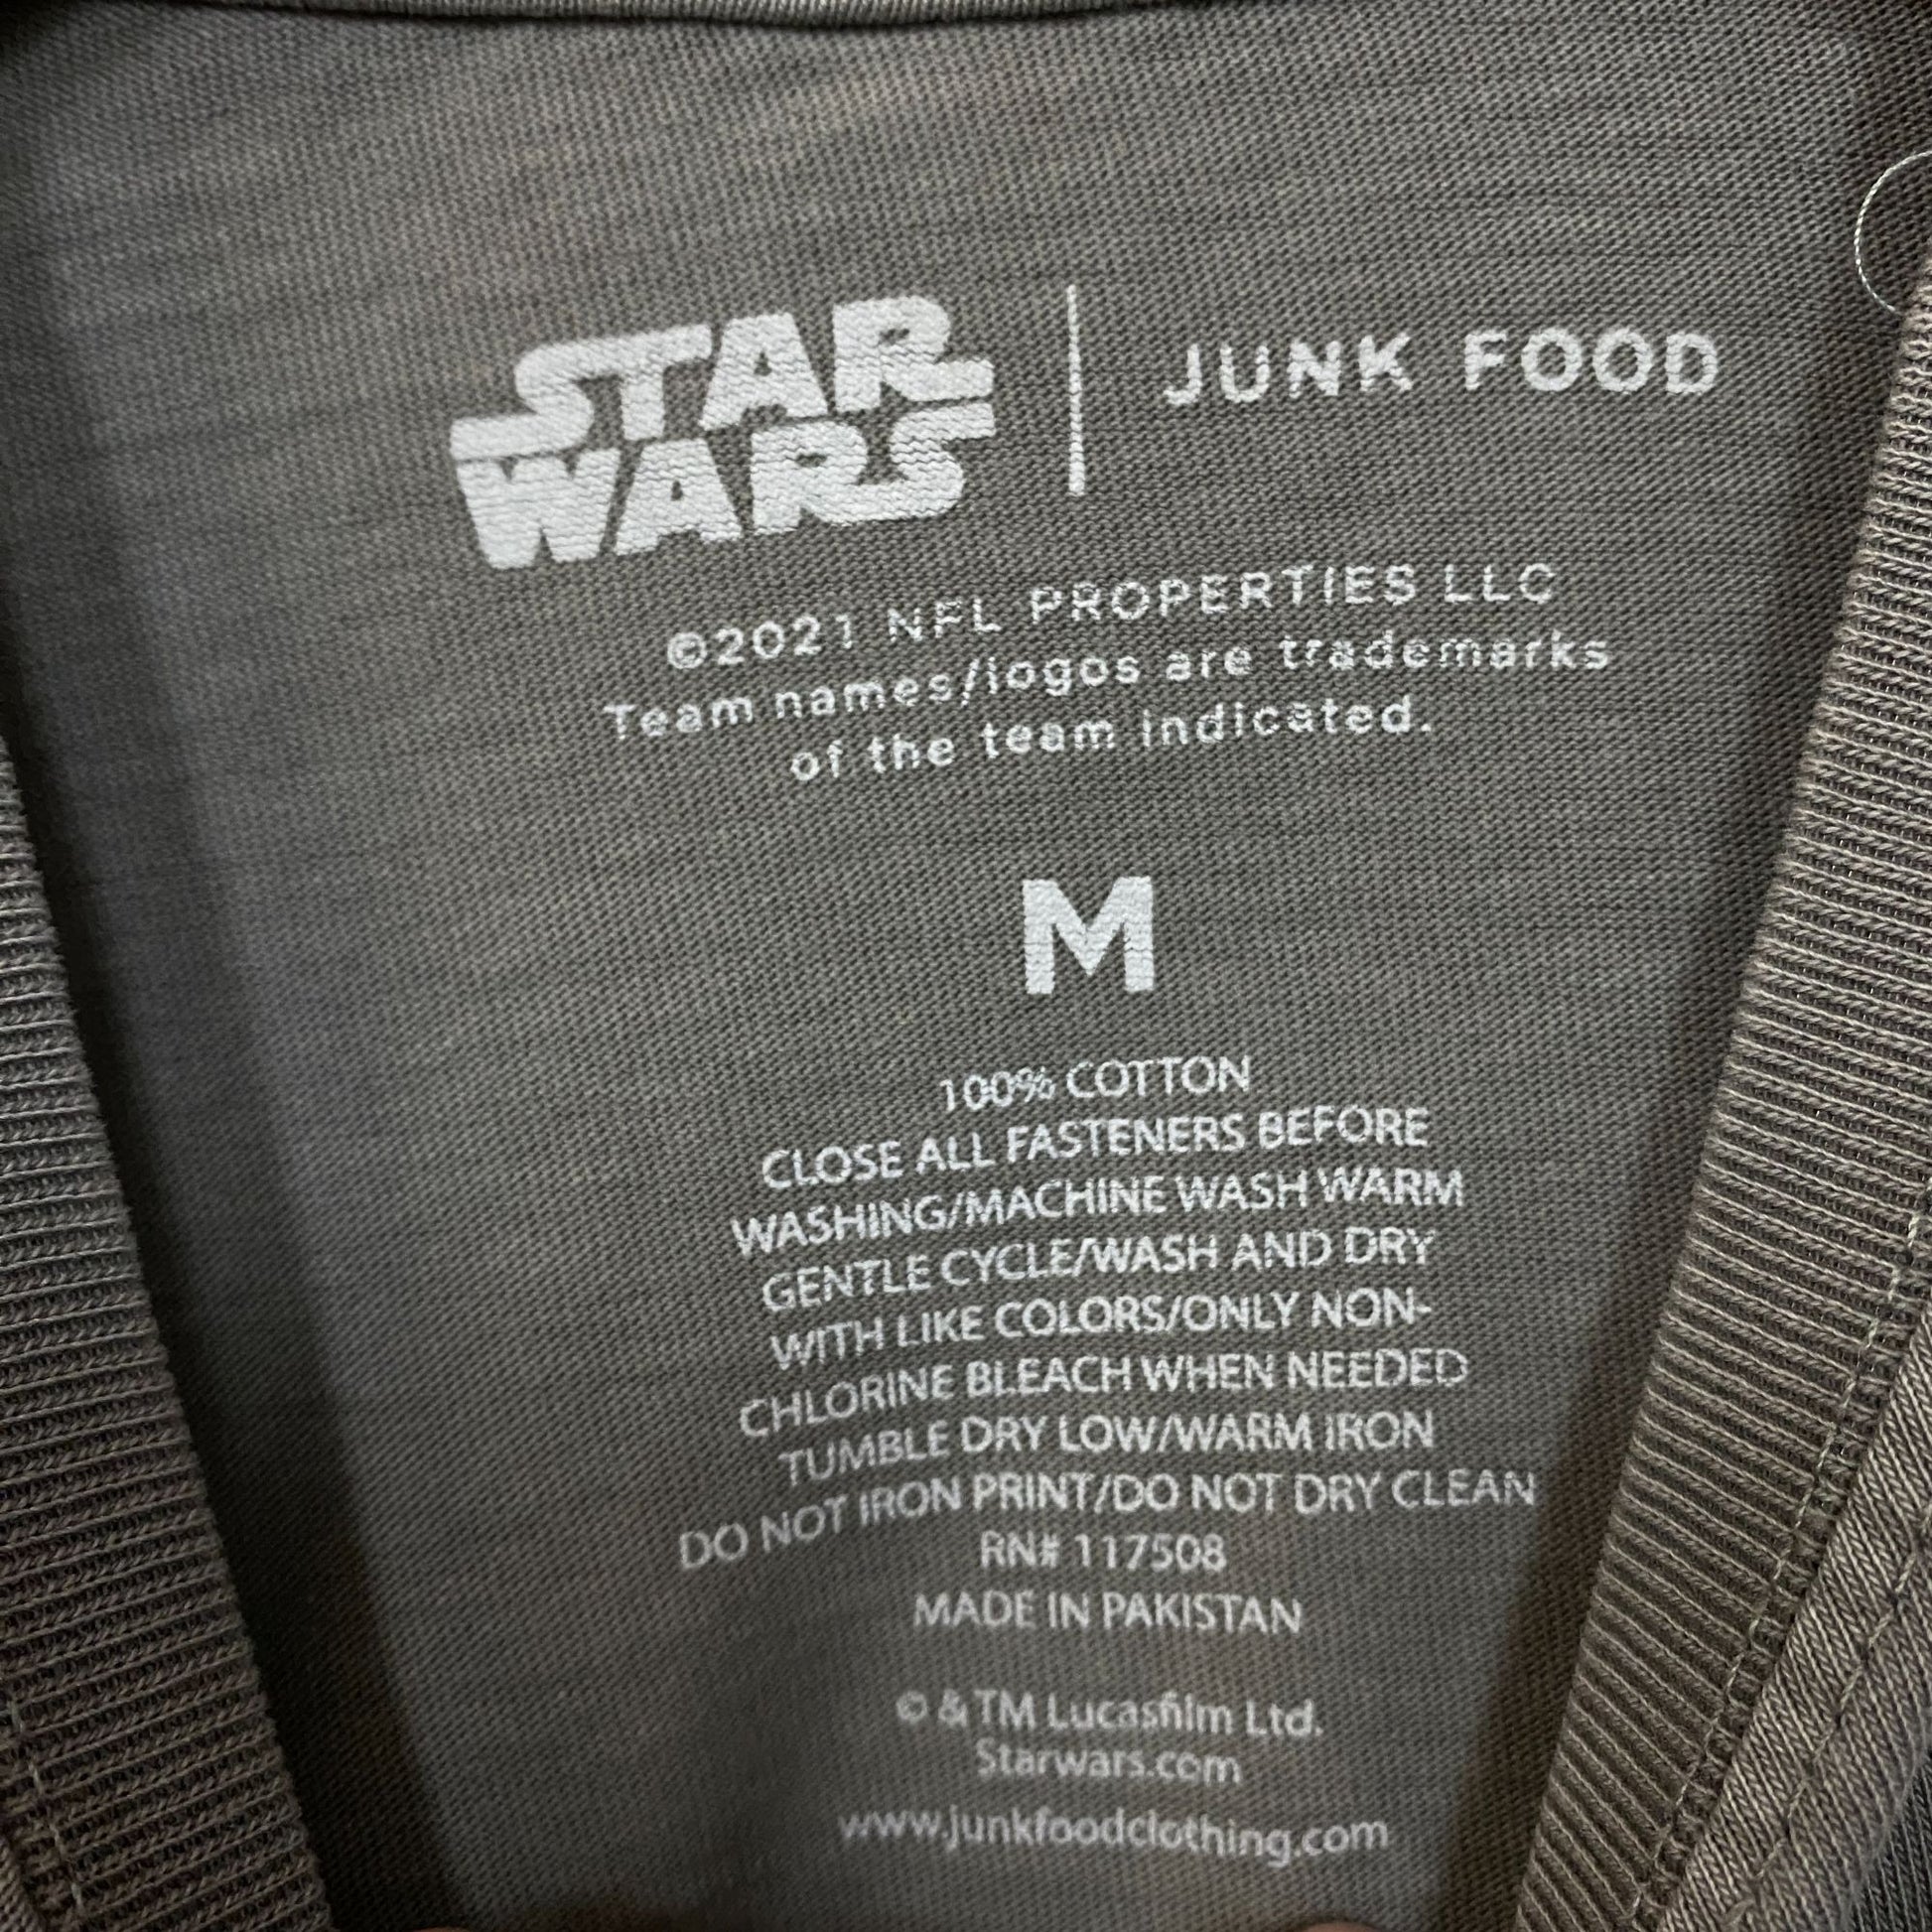 STAR WARS | JUNK FOOD
©2021 NFL PROPERTIES LLC
Team names/logos are trademarks
of the team indicated.
M
100% COTTON
CLOSE ALL FASTENERS BEFORE
WASHING/MACHINE WASH WARM
GENTLE CYCLE/WASH AND DRY
WITH LIKE COLORS/ONLY NON-
CHLORINE BLEACH WHEN NEEDED
TUMBLE DRY LOW/WARM IRON
DO NOT IRON PRINT/DO NOT DRY CLEAN
RN# 117508
MADE IN PAKISTAN
© & TM Lucasfilm Ltd.
Starwars.com
www.junkfoodclothing.com